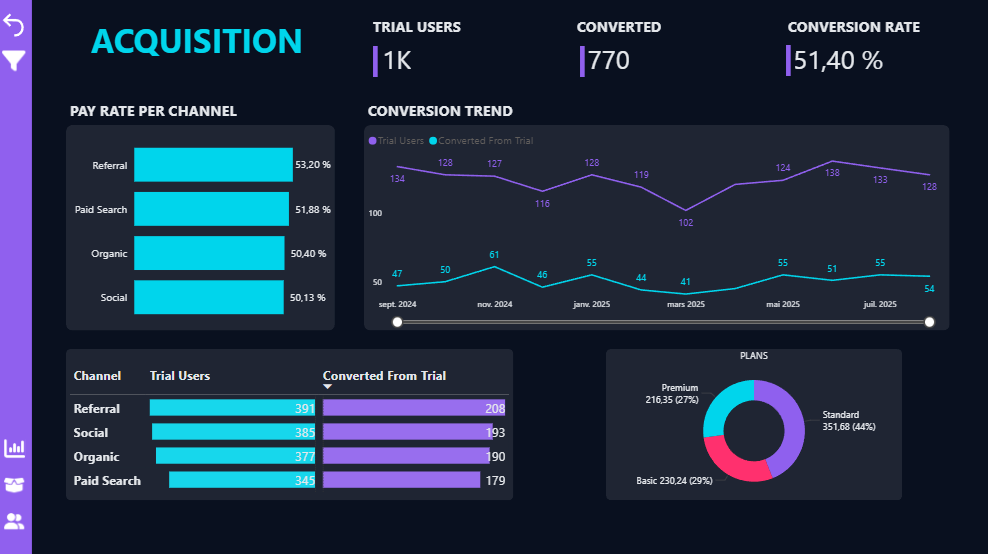 ACQUISITION
TRIAL USERS
1K
CONVERTED
770
CONVERSION RATE
51,40 %
PAY RATE PER CHANNEL
Referral 53,20 %
Paid Search 51,88 %
Organic 50,40 %
Social 50,13 %
CONVERSION TREND
Trial Users Converted From Trial
134 128 127 116 128 119 102 124 138 133 128
100
47 50 61 46 55 44 41 55 51 55 54
50
sept. 2024 nov. 2024 janv. 2025 mars 2025 mai 2025 juil. 2025
Channel Trial Users Converted From Trial
Referral 391 208
Social 385 193
Organic 377 190
Paid Search 345 179
PLANS
Premium
216,35 (27%)
Standard
351,68 (44%)
Basic 230,24 (29%)